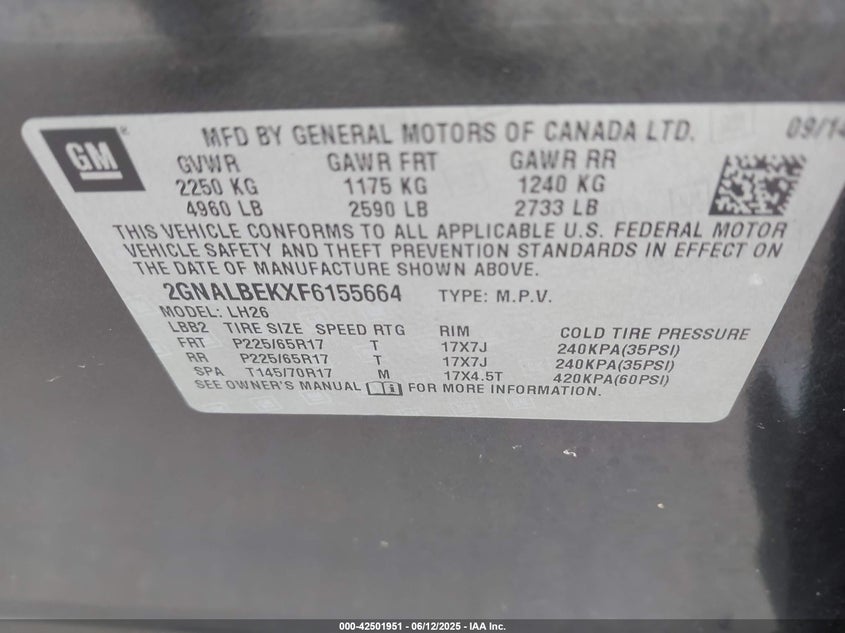 GM ®
MFD BY GENERAL MOTORS OF CANADA LTD. 09/14
GVWR GAWR FRT GAWR RR
2250 KG 1175 KG 1240 KG
4960 LB 2590 LB 2733 LB
THIS VEHICLE CONFORMS TO ALL APPLICABLE U.S. FEDERAL MOTOR
VEHICLE SAFETY AND THEFT PREVENTION STANDARDS IN EFFECT ON
THE DATE OF MANUFACTURE SHOWN ABOVE.
2GNALBEKXF6155664 TYPE: M.P.V.
MODEL: LH26
LBB2 TIRE SIZE SPEED RTG RIM COLD TIRE PRESSURE
FRT P225/65R17 T 17X7J 240KPA(35PSI)
RR P225/65R17 T 17X7J 240KPA(35PSI)
SPA T145/70R17 M 17X4.5T 420KPA(60PSI)
SEE OWNER'S MANUAL FOR MORE INFORMATION.
000-42501951 - 06/12/2025 - IAA Inc.